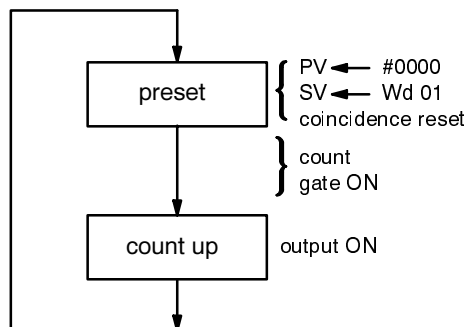 preset
PV ← #0000
SV ← Wd 01
coincidence reset
count
gate ON
count up
output ON